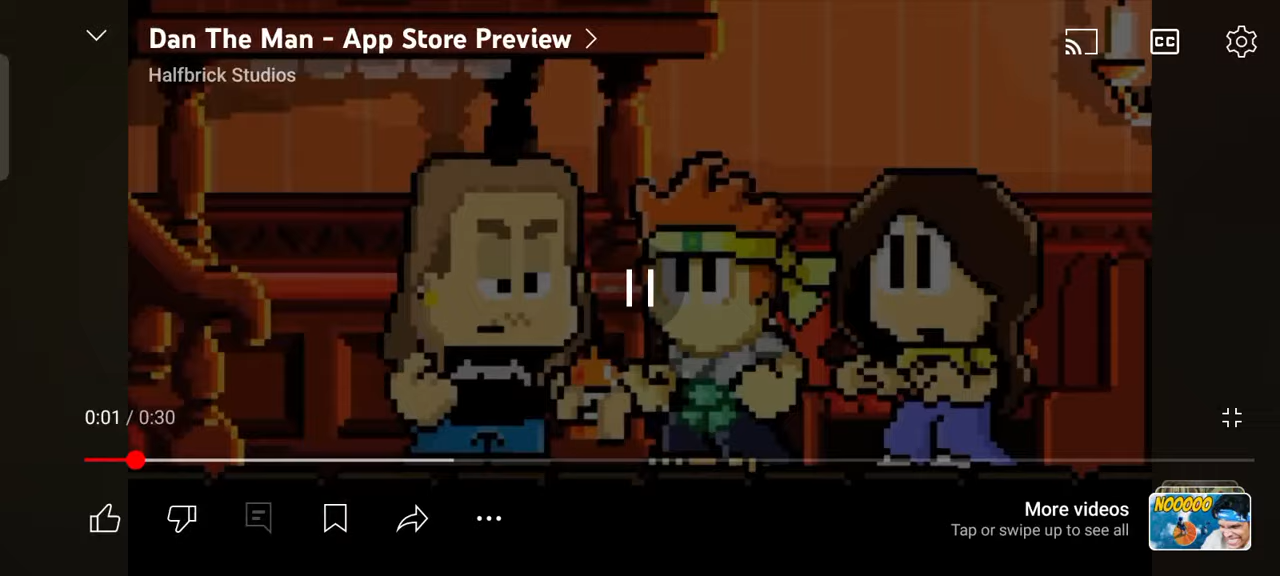 Dan The Man - App Store Preview
Halfbrick Studios
CC
0:01 / 0:30
More videos
Tap or swipe up to see all
NOOOOO